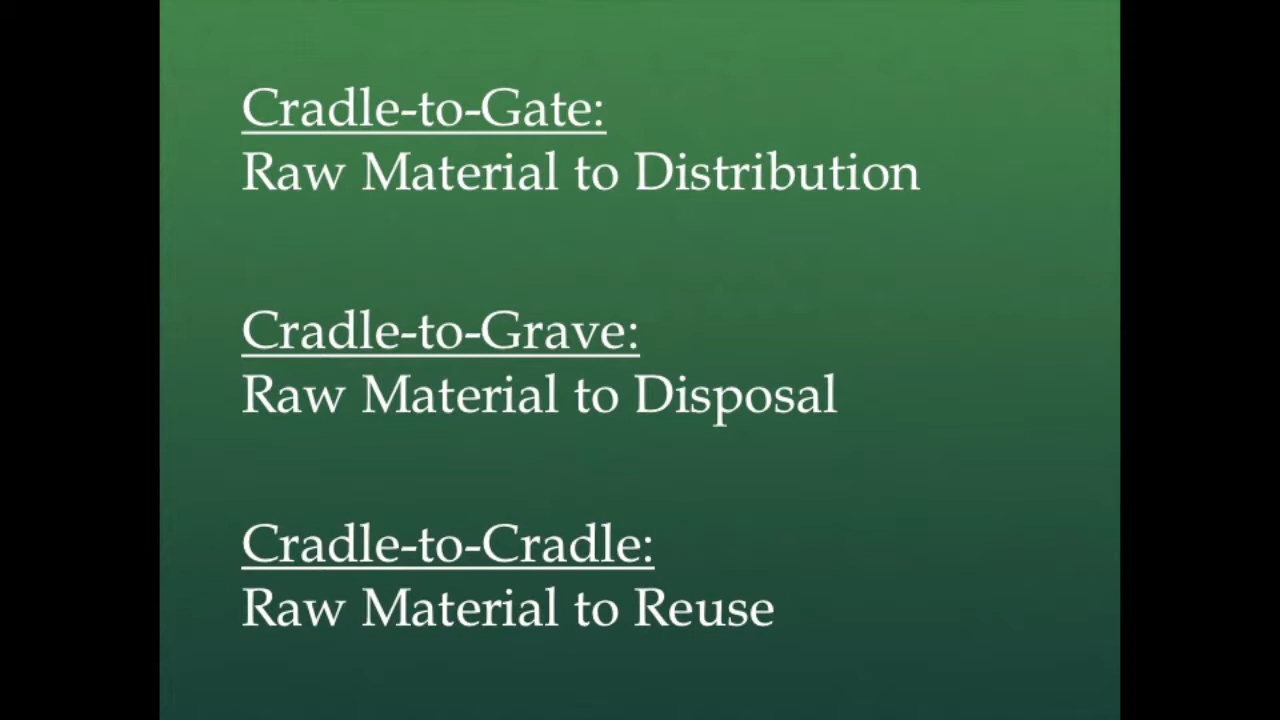 Cradle-to-Gate:
Raw Material to Distribution
Cradle-to-Grave:
Raw Material to Disposal
Cradle-to-Cradle:
Raw Material to Reuse